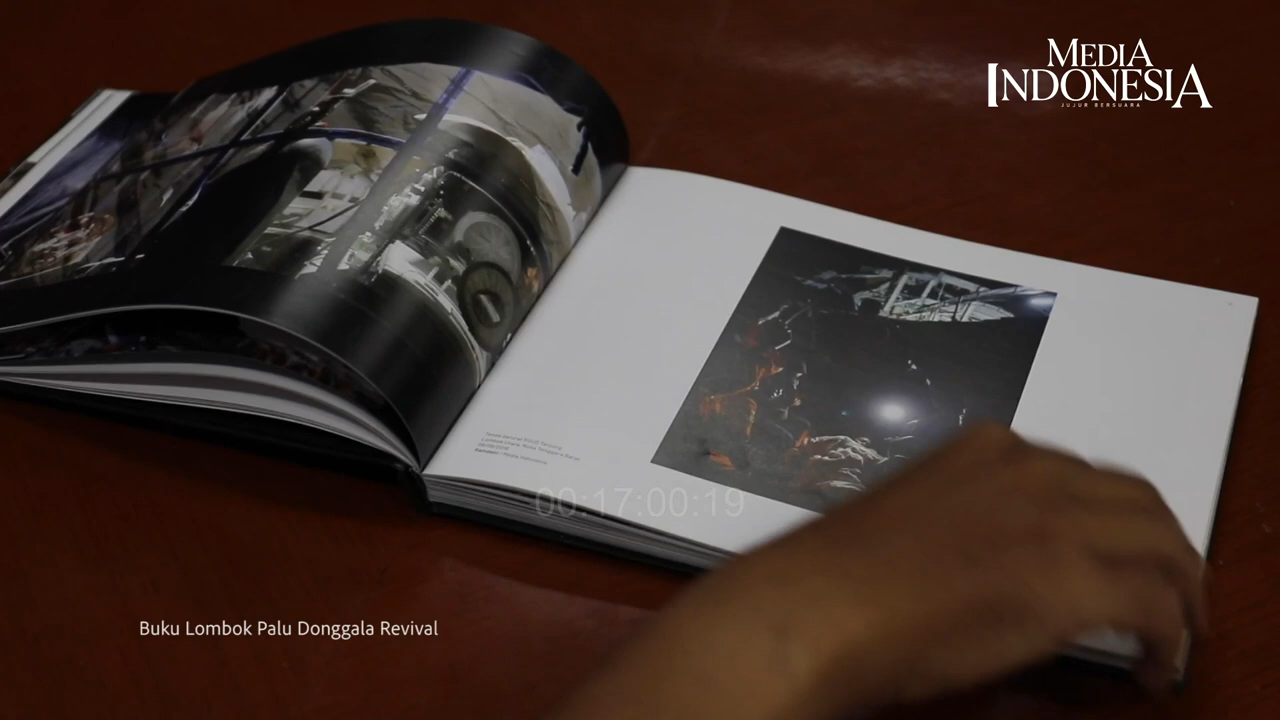 MEDIA
INDONESIA
JUJUR BERSUARA
00:17:00:19
Buku Lombok Palu Donggala Revival